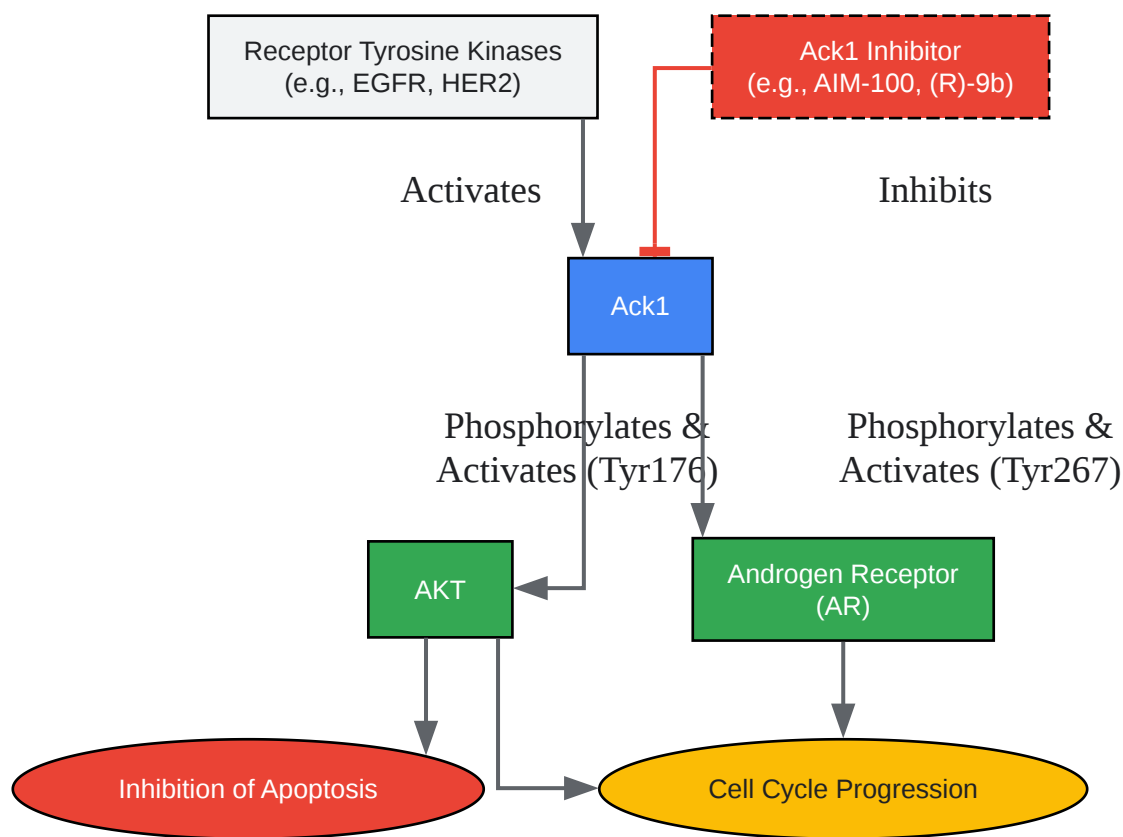 Receptor Tyrosine Kinases
(e.g., EGFR, HER2)
Ack1 Inhibitor
(e.g., AIM-100, (R)-9b)
Activates
Inhibits
Ack1
Phosphorylates &
Activates (Tyr176)
Phosphorylates &
Activates (Tyr267)
AKT
Androgen Receptor
(AR)
Inhibition of Apoptosis
Cell Cycle Progression